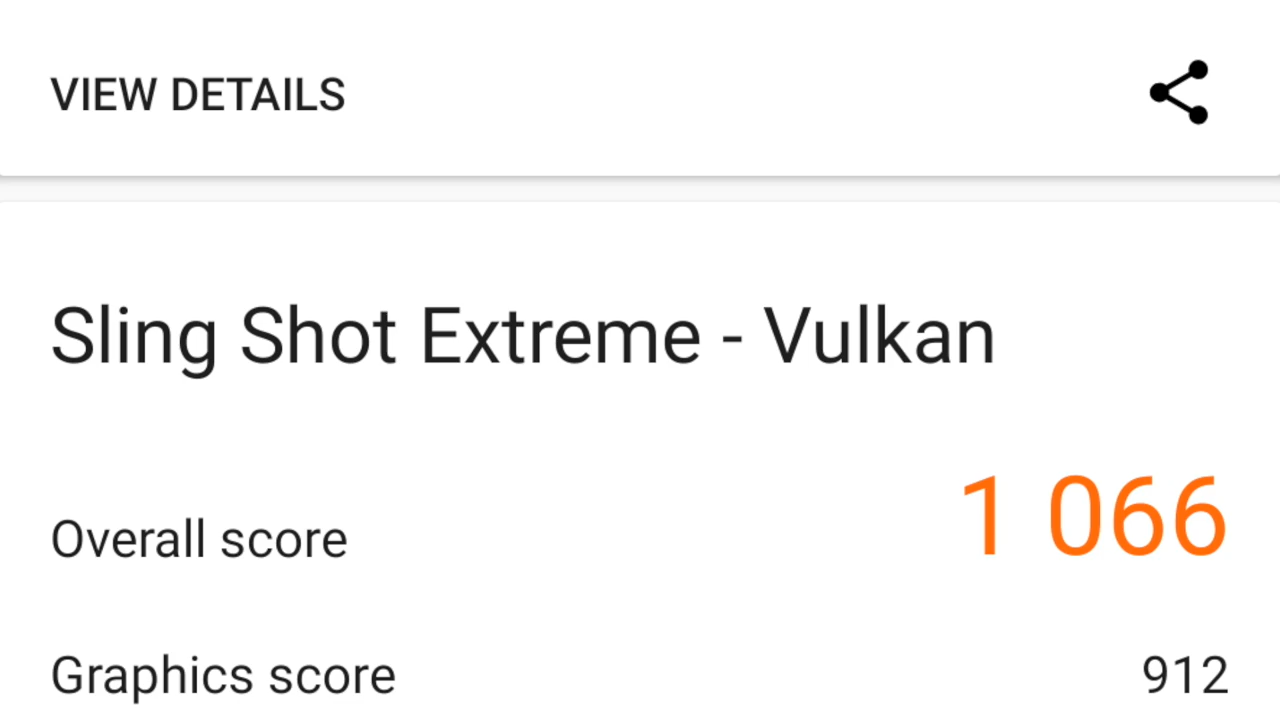 VIEW DETAILS
Sling Shot Extreme - Vulkan
Overall score 1 066
Graphics score 912